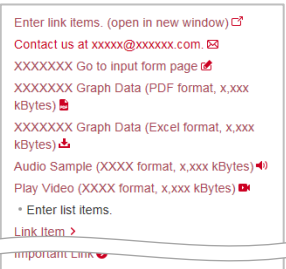 Enter link items. (open in new window)
Contact us at xxxxx@xxxxxx.com.
XXXXXXX Go to input form page
XXXXXXX Graph Data (PDF format, x,xxx
kBytes)
XXXXXXX Graph Data (Excel format, x,xxx
kBytes)
Audio Sample (XXXX format, x,xxx kBytes)
Play Video (XXXX format, x,xxx kBytes)
Enter list items.
Link Item
Important Link